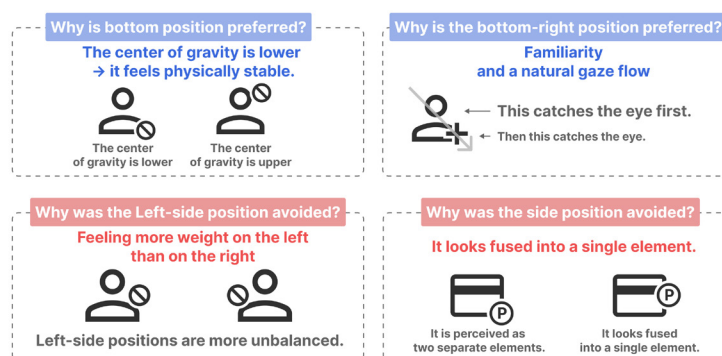 Why is bottom position preferred?
The center of gravity is lower
→ it feels physically stable.
The center
of gravity is lower
The center
of gravity is upper
Why is the bottom-right position preferred?
Familiarity
and a natural gaze flow
This catches the eye first.
Then this catches the eye.
Why was the Left-side position avoided?
Feeling more weight on the left
than on the right
Left-side positions are more unbalanced.
Why was the side position avoided?
It looks fused into a single element.
P
P
It is perceived as
two separate elements.
It looks fused
into a single element.